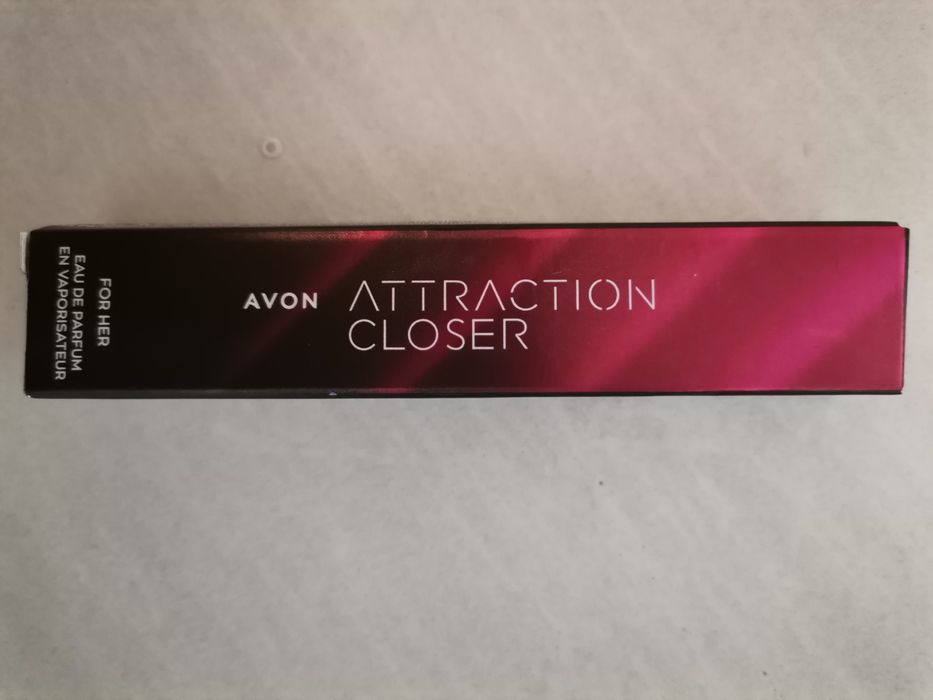 AVON ATTRACTION
CLOSER
FOR HER
EAU DE PARFUM
EN VAPORISATEUR